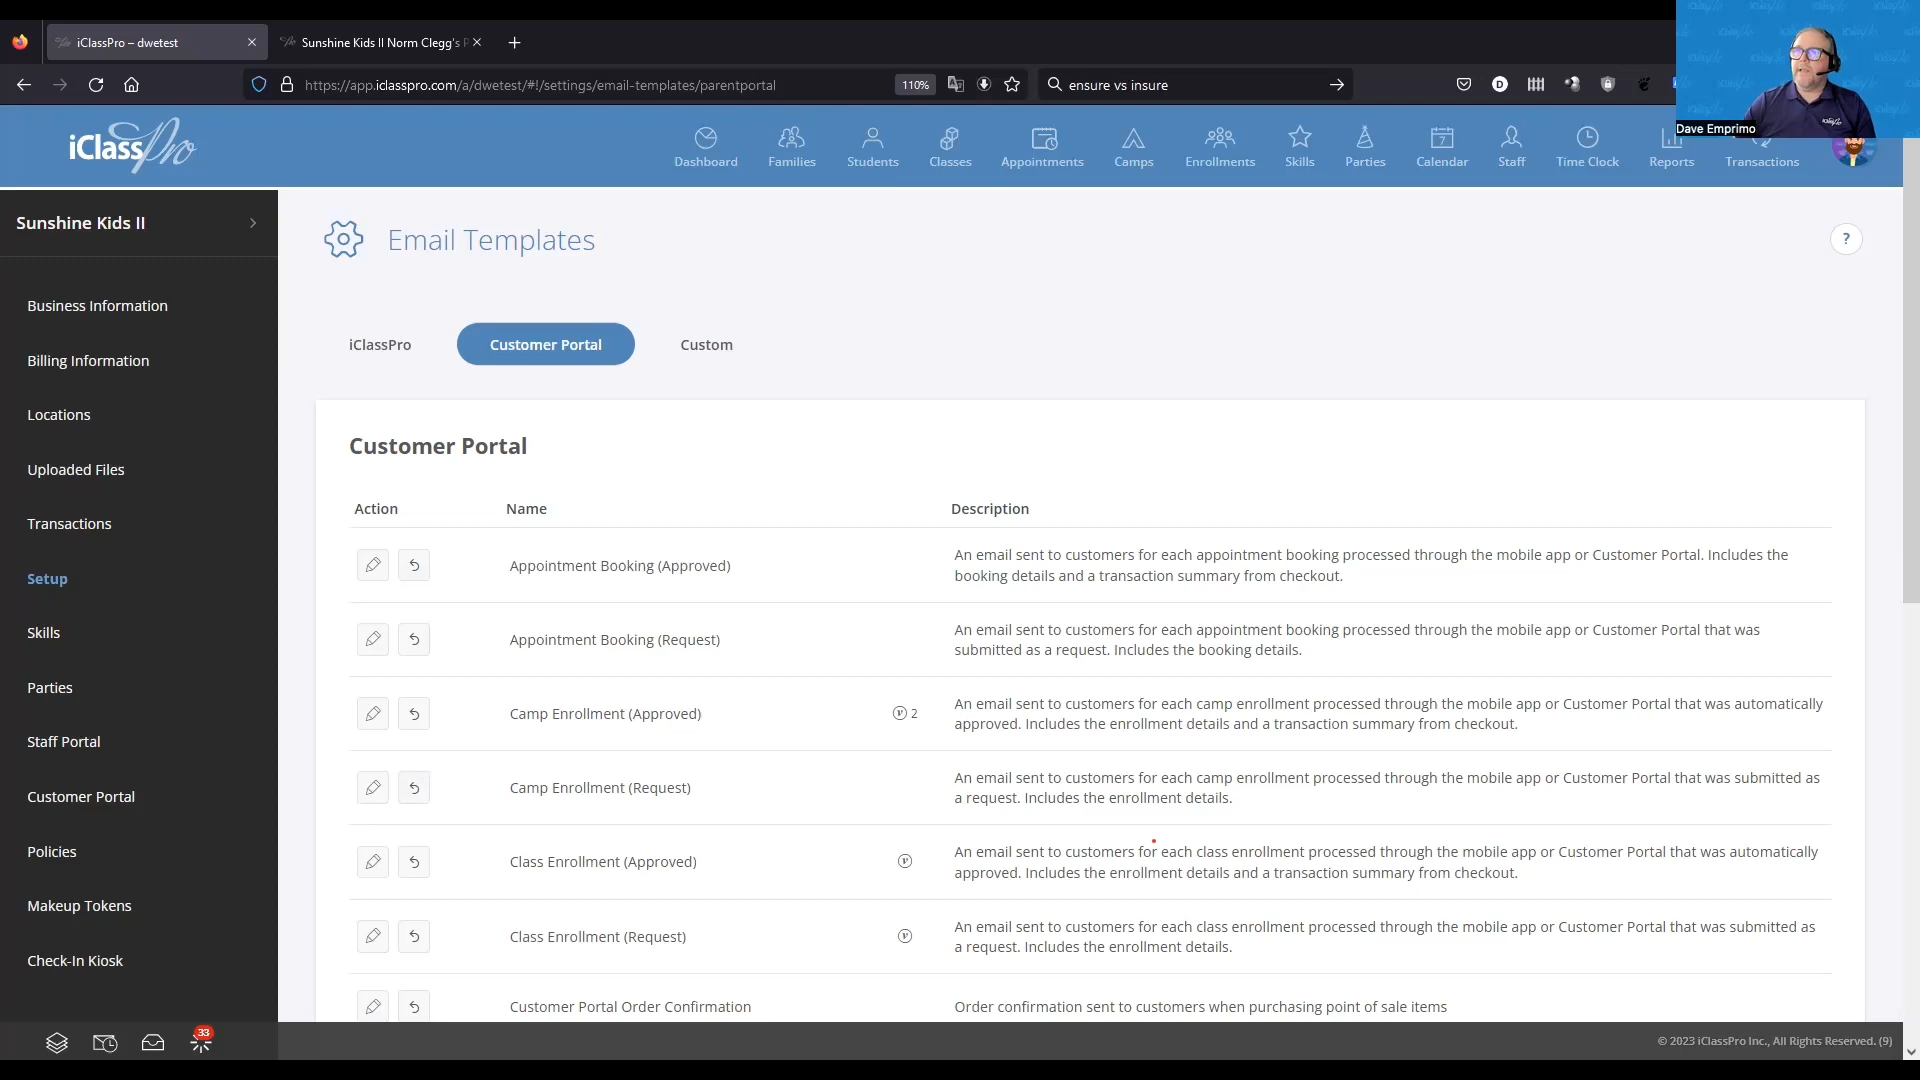 iClassPro – dwetest
Sunshine Kids II Norm Clegg's P
https://app.iclasspro.com/a/dwetest/#!/settings/email-templates/parentportal
110%
ensure vs insure
D
Dave Emprimo
iClassPro
Dashboard
Families
Students
Classes
Appointments
Camps
Enrollments
Skills
Parties
7
Calendar
Staff
Time Clock
Reports
Transactions
Sunshine Kids II
Business Information
Billing Information
Locations
Uploaded Files
Transactions
Setup
Skills
Parties
Staff Portal
Customer Portal
Policies
Makeup Tokens
Check-In Kiosk
33
Email Templates
?
iClassPro
Customer Portal
Custom
Customer Portal
Action Name Description
Appointment Booking (Approved)
An email sent to customers for each appointment booking processed through the mobile app or Customer Portal. Includes the
booking details and a transaction summary from checkout.
Appointment Booking (Request)
An email sent to customers for each appointment booking processed through the mobile app or Customer Portal that was
submitted as a request. Includes the booking details.
Camp Enrollment (Approved)
v 2
An email sent to customers for each camp enrollment processed through the mobile app or Customer Portal that was automatically
approved. Includes the enrollment details and a transaction summary from checkout.
Camp Enrollment (Request)
An email sent to customers for each camp enrollment processed through the mobile app or Customer Portal that was submitted as
a request. Includes the enrollment details.
Class Enrollment (Approved)
v
An email sent to customers for each class enrollment processed through the mobile app or Customer Portal that was automatically
approved. Includes the enrollment details and a transaction summary from checkout.
Class Enrollment (Request)
v
An email sent to customers for each class enrollment processed through the mobile app or Customer Portal that was submitted as
a request. Includes the enrollment details.
Customer Portal Order Confirmation
Order confirmation sent to customers when purchasing point of sale items
© 2023 iClassPro Inc., All Rights Reserved. (9)